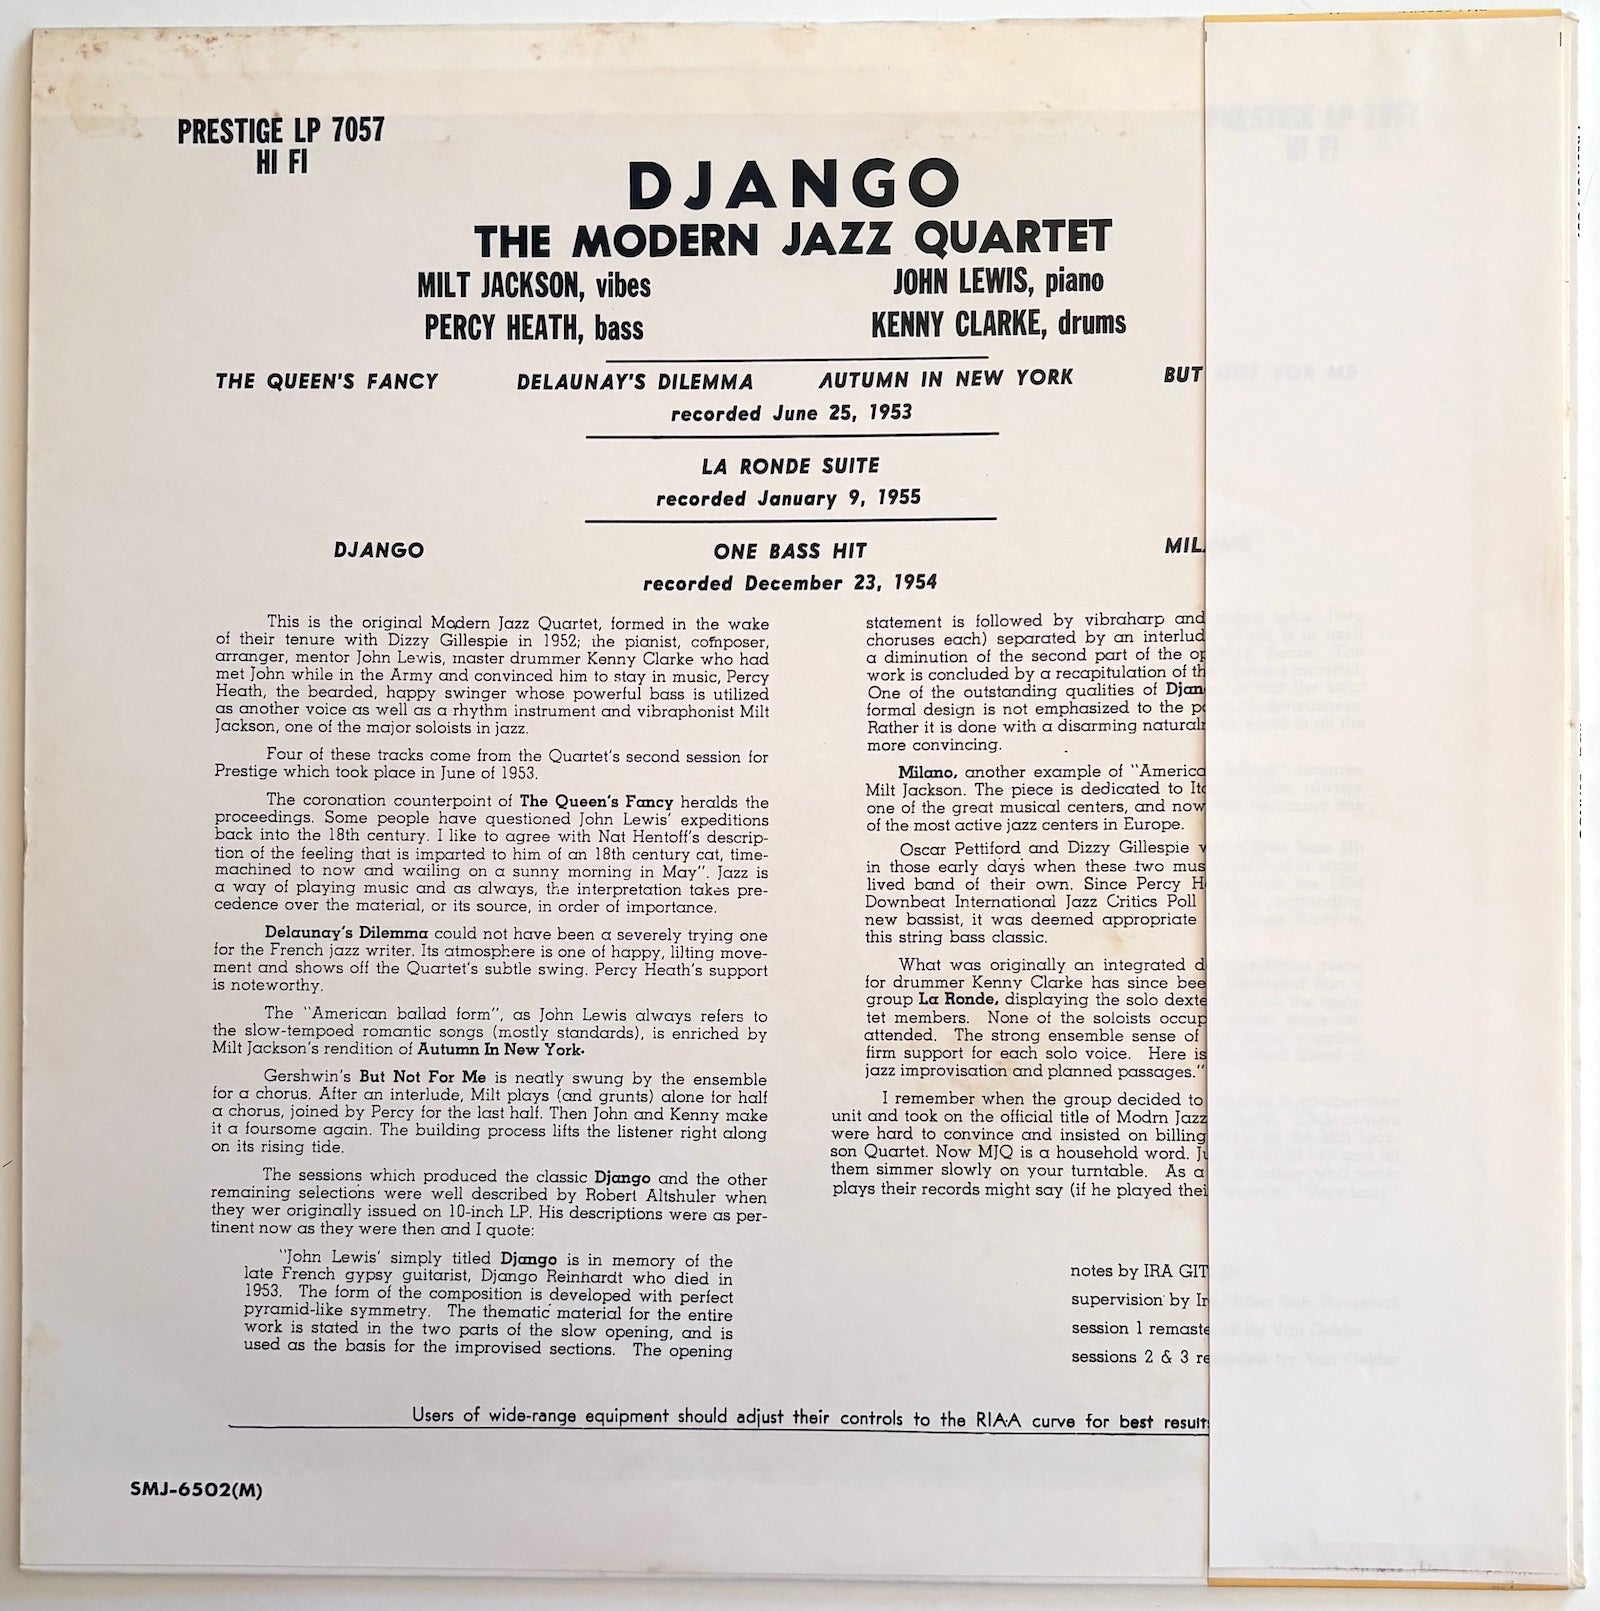 PRESTIGE LP 7057
HI FI
DJANGO
THE MODERN JAZZ QUARTET
MILT JACKSON, vibes JOHN LEWIS, piano
PERCY HEATH, bass KENNY CLARKE, drums
THE QUEEN'S FANCY DELAUNAY'S DILEMMA AUTUMN IN NEW YORK BUT NOT FOR ME
recorded June 25, 1953
LA RONDE SUITE
recorded January 9, 1955
DJANGO ONE BASS HIT MILANO
recorded December 23, 1954
This is the original Modern Jazz Quartet, formed in the wake
of their tenure with Dizzy Gillespie in 1952; the pianist, composer,
arranger, mentor John Lewis, master drummer Kenny Clarke who had
met John while in the Army and convinced him to stay in music, Percy
Heath, the bearded, happy swinger whose powerful bass is utilized
as another voice as well as a rhythm instrument and vibraphonist Milt
Jackson, one of the major soloists in jazz.
Four of these tracks come from the Quartet's second session for
Prestige which took place in June of 1953.
The coronation counterpoint of The Queen's Fancy heralds the
proceedings. Some people have questioned John Lewis' expeditions
back into the 18th century. I like to agree with Nat Hentoff's descrip-
tion of the feeling that is imparted to him of an 18th century cat, time-
machined to now and wailing on a sunny morning in May". Jazz is
a way of playing music and as always, the interpretation takes pre-
cedence over the material, or its source, in order of importance.
Delaunay's Dilemma could not have been a severely trying one
for the French jazz writer. Its atmosphere is one of happy, lilting move-
ment and shows off the Quartet's subtle swing. Percy Heath's support
is noteworthy.
The "American ballad form", as John Lewis always refers to
the slow-tempoed romantic songs (mostly standards), is enriched by
Milt Jackson's rendition of Autumn In New York.
Gershwin's But Not For Me is neatly swung by the ensemble
for a chorus. After an interlude, Milt plays (and grunts) alone for half
a chorus, joined by Percy for the last half. Then John and Kenny make
it a foursome again. The building process lifts the listener right along
on its rising tide.
The sessions which produced the classic Django and the other
remaining selections were well described by Robert Altshuler when
they wer originally issued on 10-inch LP. His descriptions were as per-
tinent now as they were then and I quote:
"John Lewis' simply titled Django is in memory of the
late French gypsy guitarist, Django Reinhardt who died in
1953. The form of the composition is developed with perfect
pyramid-like symmetry. The thematic material for the entire
work is stated in the two parts of the slow opening, and is
used as the basis for the improvised sections. The opening
statement is followed by vibraharp and
choruses each) separated by an interlud
a diminution of the second part of the op
work is concluded by a recapitulation of th
One of the outstanding qualities of Djan
formal design is not emphasized to the po
Rather it is done with a disarming naturaln
more convincing.
Milano, another example of "America
Milt Jackson. The piece is dedicated to Ita
one of the great musical centers, and now
of the most active jazz centers in Europe.
Oscar Pettiford and Dizzy Gillespie w
in those early days when these two mus
lived band of their own. Since Percy H
Downbeat International Jazz Critics Poll
new bassist, it was deemed appropriate
this string bass classic.
What was originally an integrated d
for drummer Kenny Clarke has since bee
group La Ronde, displaying the solo dexte
tet members. None of the soloists occup
attended. The strong ensemble sense of
firm support for each solo voice. Here is
jazz improvisation and planned passages."
I remember when the group decided to
unit and took on the official title of Modrn Jazz
were hard to convince and insisted on billing
son Quartet. Now MJQ is a household word. Ju
them simmer slowly on your turntable. As a
plays their records might say (if he played thei
notes by IRA GIT
supervision by Ira Gitler, Bob Weinstock
session 1 remastered by Van Gelder
sessions 2 & 3 recorded by Van Gelder
Users of wide-range equipment should adjust their controls to the RIAA curve for best results
SMJ-6502(M)